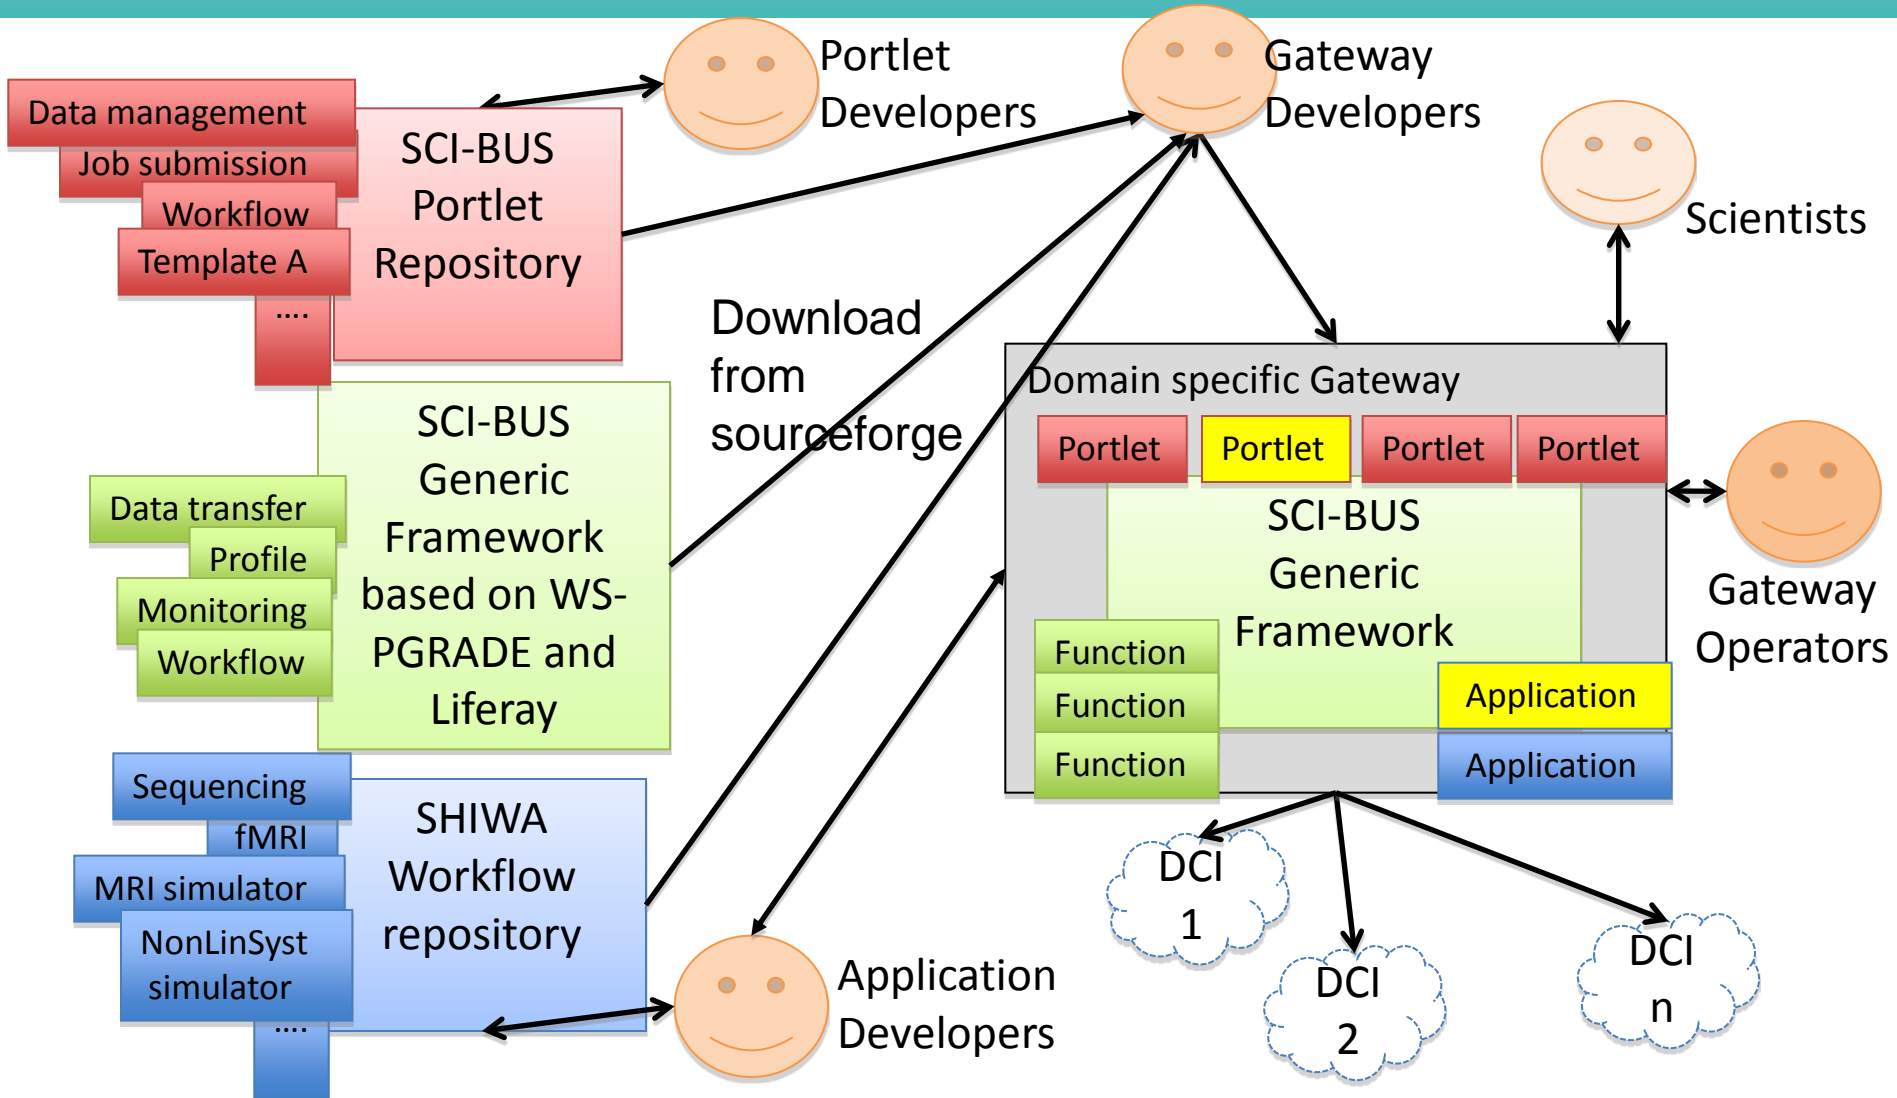 Portlet
Developers
Gateway
Developers
Scientists
Data management
Job submission
Workflow
Template A
....
SCI-BUS
Portlet
Repository
Download
from
sourceforge
SCI-BUS
Generic
Framework
based on WS-
PGRADE and
Liferay
Data transfer
Profile
Monitoring
Workflow
Sequencing
fMRI
MRI simulator
NonLinSyst
simulator
....
SHIWA
Workflow
repository
Application
Developers
Domain specific Gateway
Portlet
Portlet
Portlet
Portlet
SCI-BUS
Generic
Framework
Function
Function
Function
Application
Application
Gateway
Operators
DCI
1
DCI
2
DCI
n